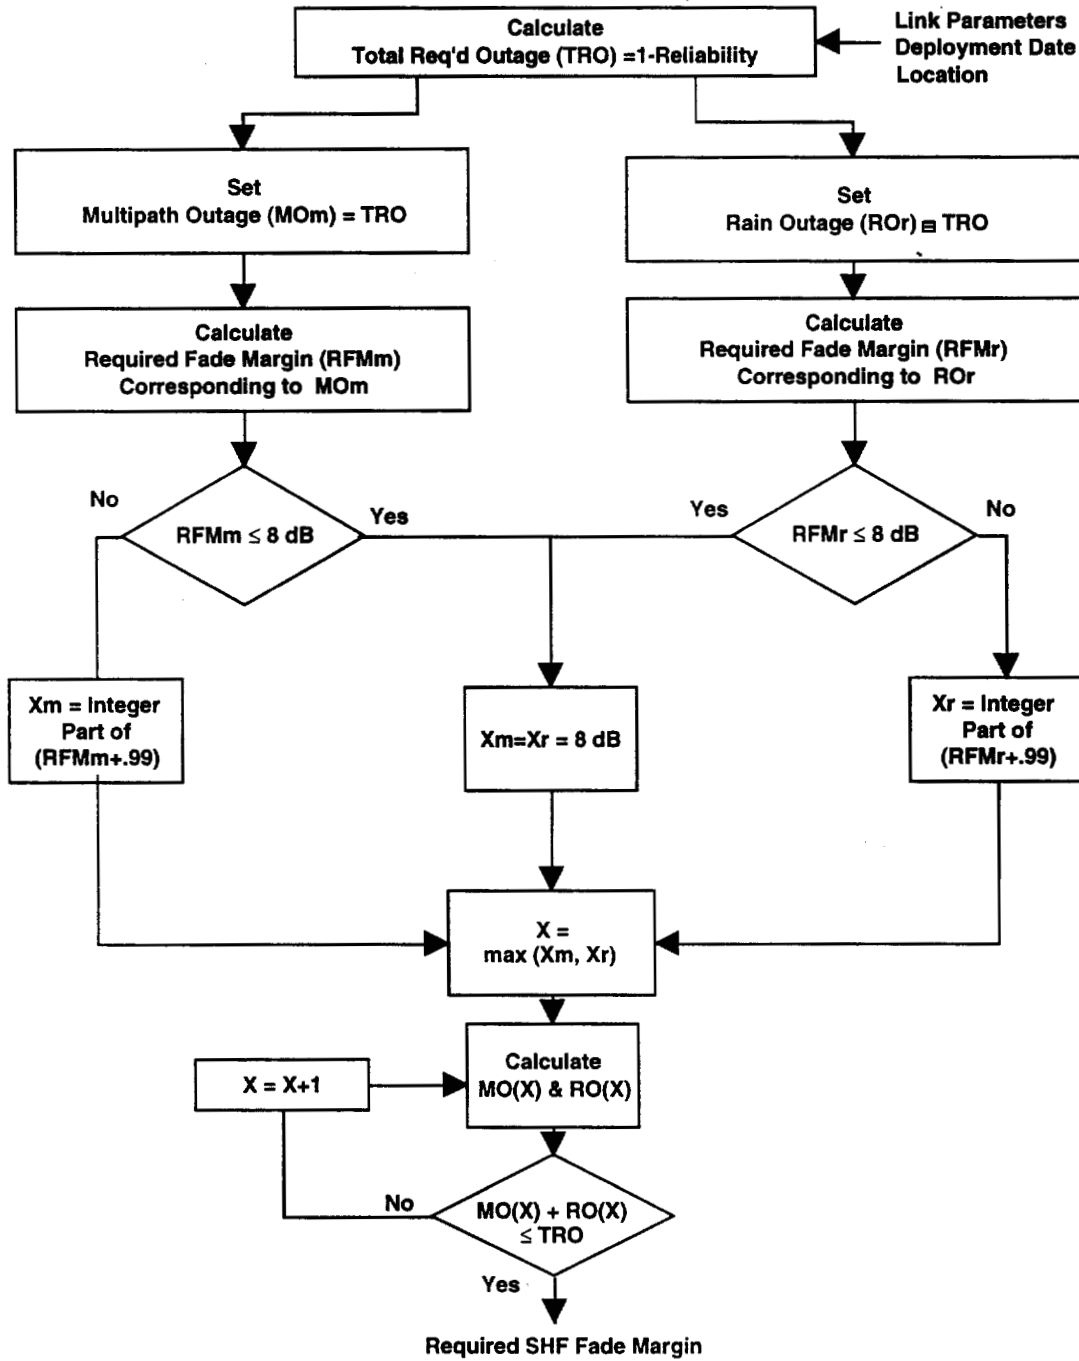 Calculate
Total Req'd Outage (TRO) =1-Reliability
Link Parameters
Deployment Date
Location
Set
Multipath Outage (MOm) = TRO
Set
Rain Outage (ROr) = TRO
Calculate
Required Fade Margin (RFMm)
Corresponding to MOm
Calculate
Required Fade Margin (RFMr)
Corresponding to ROr
No
RFMm ≤ 8 dB
Yes
Yes
RFMr ≤ 8 dB
No
Xm = Integer
Part of
(RFMm+.99)
Xm=Xr = 8 dB
Xr = Integer
Part of
(RFMr+.99)
X =
max (Xm, Xr)
Calculate
MO(X) & RO(X)
X = X+1
No
MO(X) + RO(X)
≤ TRO
Yes
Required SHF Fade Margin